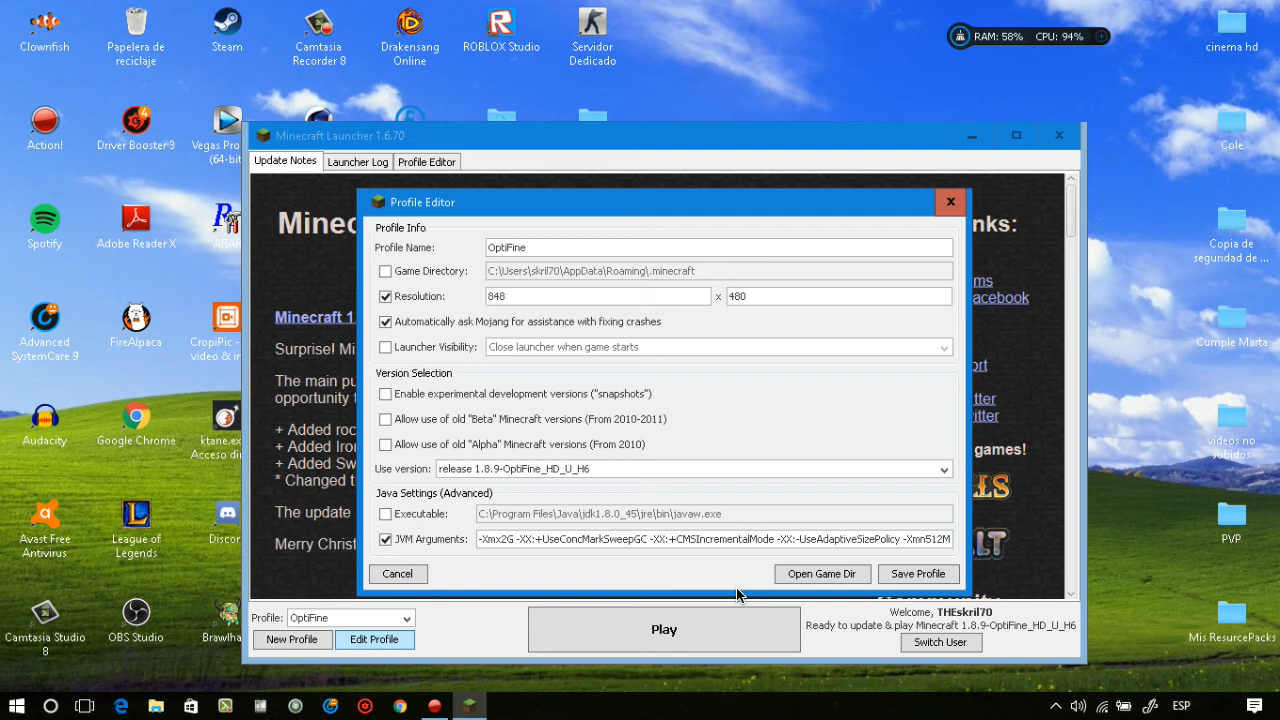 Clownfish
Papelera de
reciclaje
Steam
Camtasia
Recorder 8
Drakensang
Online
ROBLOX Studio
Servidor
Dedicado
RAM: 58% CPU: 94%
cinema hd
Action!
Driver Booster 3
Vegas Pro
(64-bit
Cole
Spotify
Adobe Reader X
Copia de
seguridad de ...
Advanced
SystemCare 9
FireAlpaca
CropiPic -
video & i
Cumple Marta
Audacity
Google Chrome
ktane.ex
Acceso di
videos no
subidos
Avast Free
Antivirus
League of
Legends
Discor
PVP
Camtasia Studio
8
OBS Studio
Brawlha
Mis ResurcePacks
Minecraft Launcher 1.6.70
Update Notes
Launcher Log
Profile Editor
Minec
nks:
ms
acebook
Minecraft 1.
Surprise! Mi
The main pu
opportunity f
+ Added roc
+ Added Iron
+ Added Sw
* Changed t
The update
Merry Christ
ort
tter
itter
games!
Profile Editor
Profile Info
Profile Name: OptiFine
Game Directory: C:\Users\skril70\AppData\Roaming\.minecraft
Resolution: 848 x 480
Automatically ask Mojang for assistance with fixing crashes
Launcher Visibility: Close launcher when game starts
Version Selection
Enable experimental development versions ("snapshots")
Allow use of old "Beta" Minecraft versions (From 2010-2011)
Allow use of old "Alpha" Minecraft versions (From 2010)
Use version: release 1.8.9-OptiFine_HD_U_H6
Java Settings (Advanced)
Executable: C:\Program Files\Java\jdk1.8.0_45\jre\bin\javaw.exe
JVM Arguments: -Xmx2G -XX:+UseConcMarkSweepGC -XX:+CMSIncrementalMode -XX:-UseAdaptiveSizePolicy -Xmn512M
Cancel
Open Game Dir
Save Profile
Profile: OptiFine
New Profile
Edit Profile
Play
Welcome, THEskril70
Ready to update & play Minecraft 1.8.9-OptiFine_HD_U_H6
Switch User
ESP